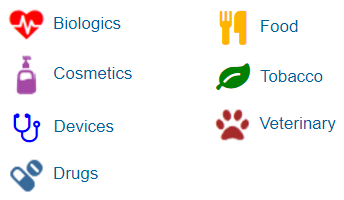 Biologics
Cosmetics
Devices
Drugs
Food
Tobacco
Veterinary